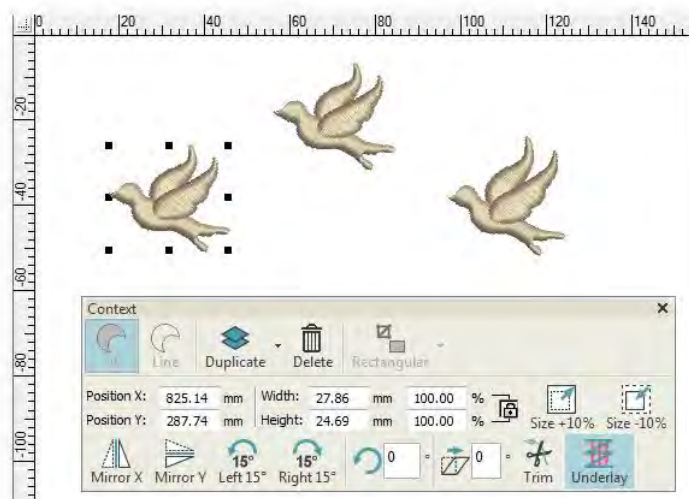 0 20 40 60 80 100 120 140
-20
-40
-60
-80
-100
Context
Fill Line Duplicate Delete Rectangular
Position X: 825.14 mm Width: 27.86 mm 100.00 %
Position Y: 287.74 mm Height: 24.69 mm 100.00 %
Size +10% Size -10%
15° 15° 0 ° 0 °
Mirror X Mirror Y Left 15° Right 15° Trim Underlay